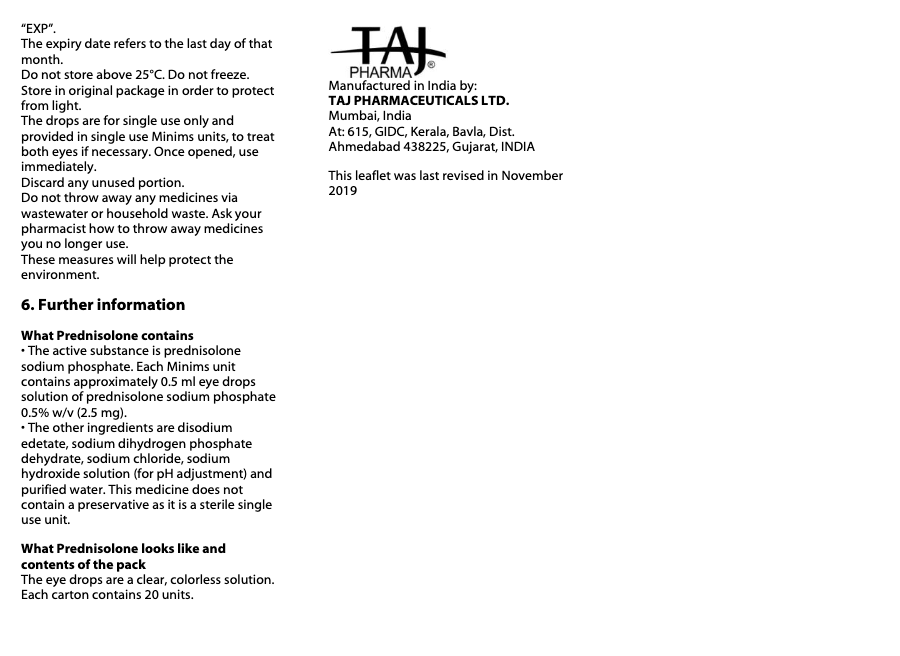 “EXP”.
The expiry date refers to the last day of that
month.
Do not store above 25°C. Do not freeze.
Store in original package in order to protect
from light.
The drops are for single use only and
provided in single use Minims units, to treat
both eyes if necessary. Once opened, use
immediately.
Discard any unused portion.
Do not throw away any medicines via
wastewater or household waste. Ask your
pharmacist how to throw away medicines
you no longer use.
These measures will help protect the
environment.
6. Further information
What Prednisolone contains
• The active substance is prednisolone
sodium phosphate. Each Minims unit
contains approximately 0.5 ml eye drops
solution of prednisolone sodium phosphate
0.5% w/v (2.5 mg).
• The other ingredients are disodium
edetate, sodium dihydrogen phosphate
dehydrate, sodium chloride, sodium
hydroxide solution (for pH adjustment) and
purified water. This medicine does not
contain a preservative as it is a sterile single
use unit.
What Prednisolone looks like and
contents of the pack
The eye drops are a clear, colorless solution.
Each carton contains 20 units.
TAJ
PHARMA®
Manufactured in India by:
TAJ PHARMACEUTICALS LTD.
Mumbai, India
At: 615, GIDC, Kerala, Bavla, Dist.
Ahmedabad 438225, Gujarat, INDIA
This leaflet was last revised in November
2019